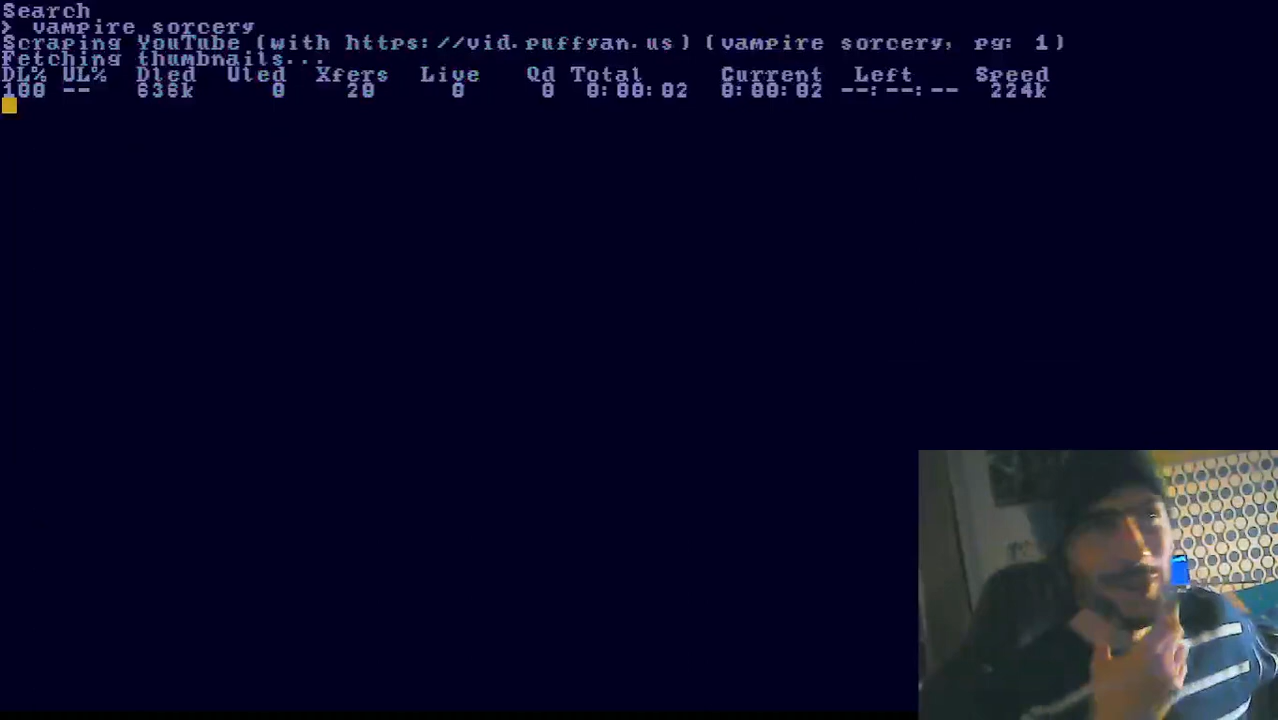 Search
> vampire sorcery
Scraping YouTube (with https://vid.puffyan.us) (vampire sorcery, pg: 1)
Fetching thumbnails...
DL% UL% Dled Uled Xfers Live Qd Total Current Left Speed
100 -- 636k 0 20 0 0 0:00:02 0:00:02 --:--:-- 224k